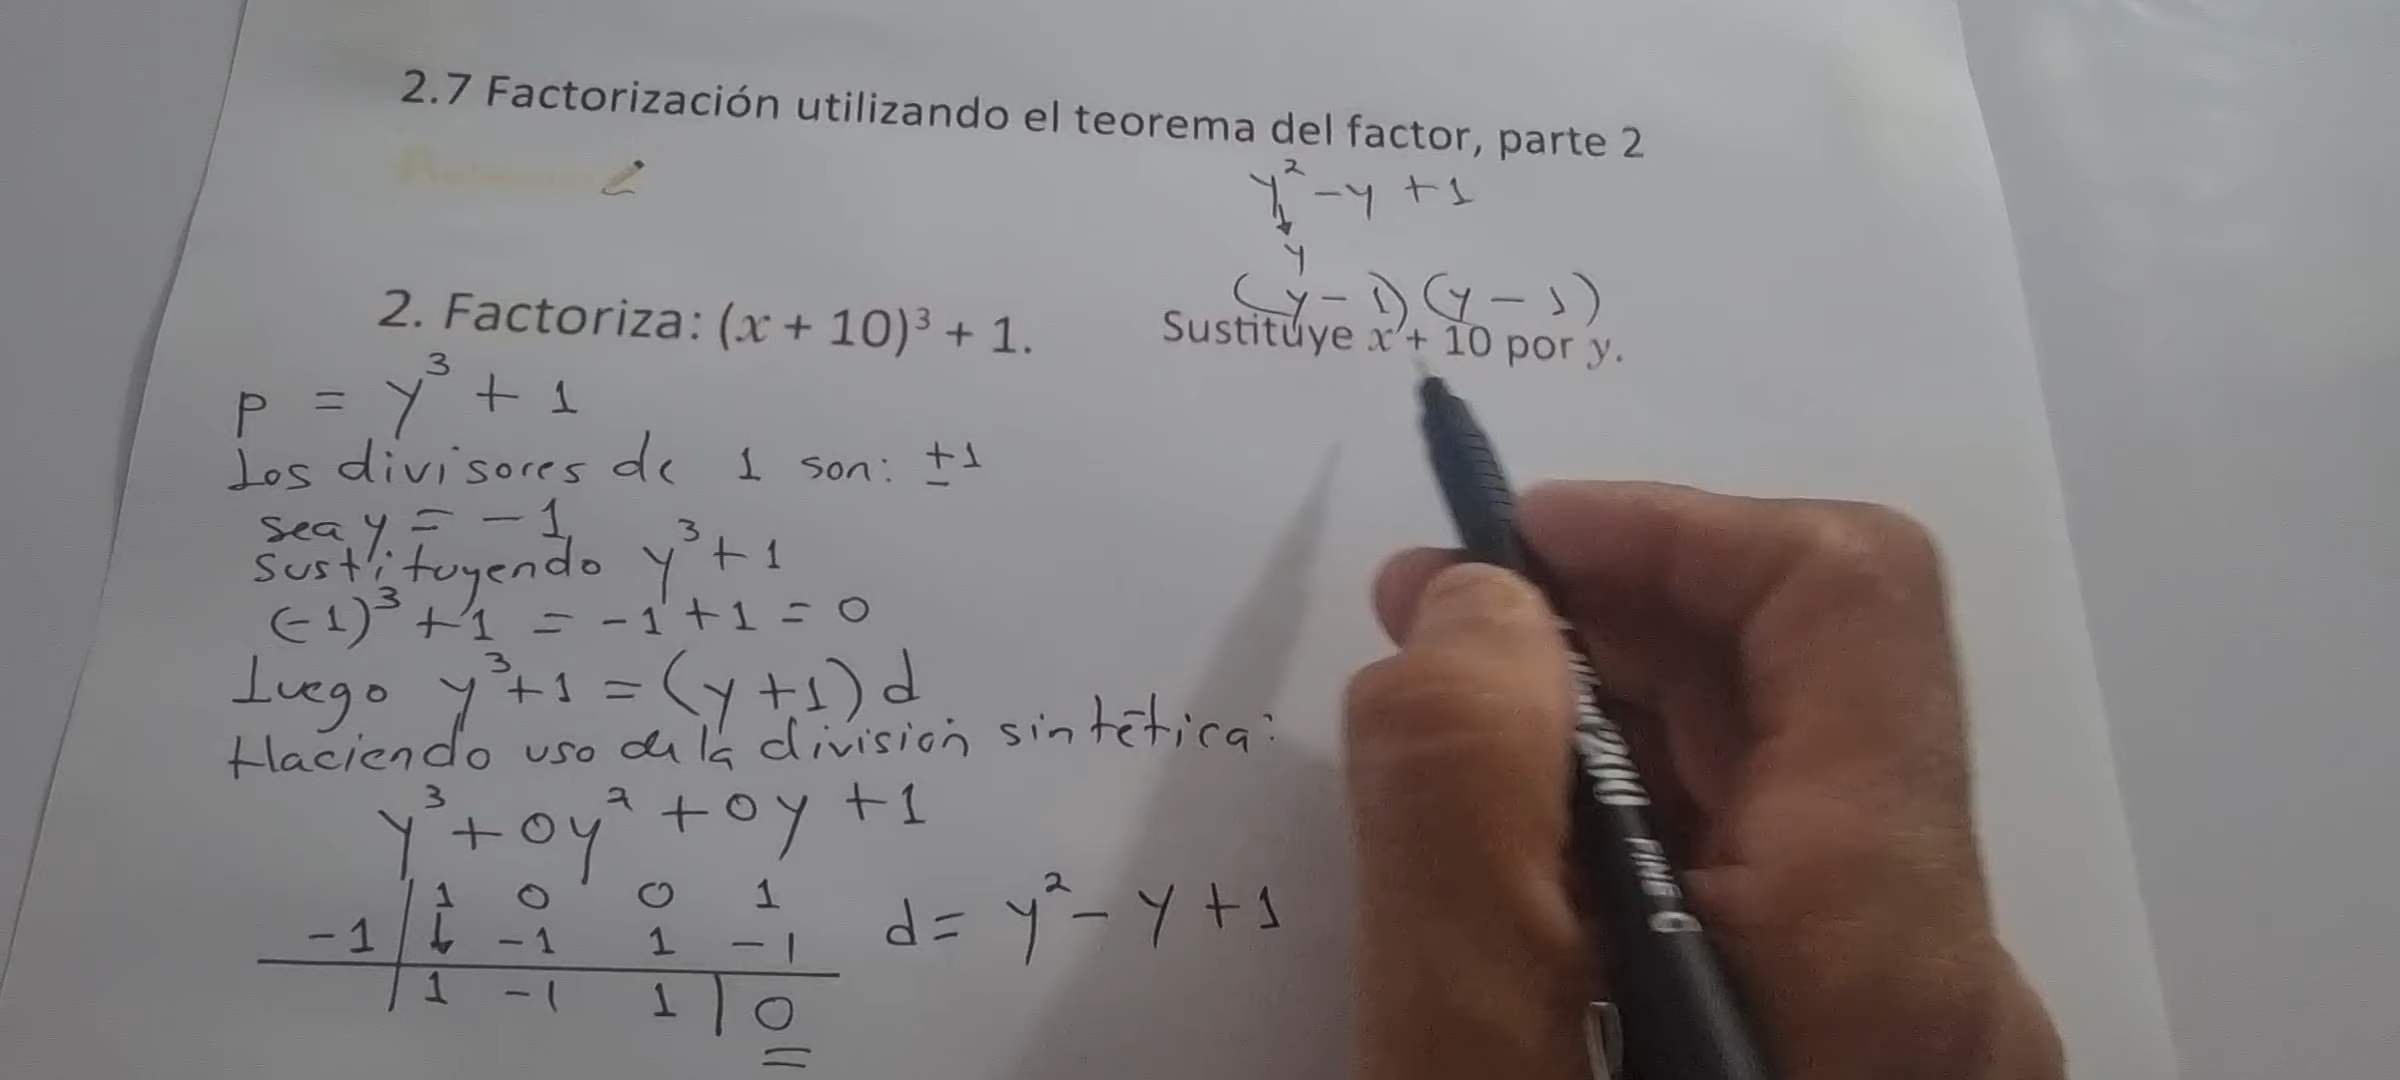 2.7 Factorización utilizando el teorema del factor, parte 2
y² - y + 1
y
(y - 1) (y - 1)
2. Factoriza: (x + 10)³ + 1.
Sustituye x + 10 por y.
p = y³ + 1
Los divisores de 1 son: ±1
sea y = -1
Sustituyendo y³ + 1
(-1)³ + 1 = -1 + 1 = 0
Luego y³ + 1 = (y + 1) d
Haciendo uso de la división sintética:
y³ + 0y² + 0y + 1
1 0 0 1
-1 -1 1 -1
1 -1 1 0
d = y² - y + 1